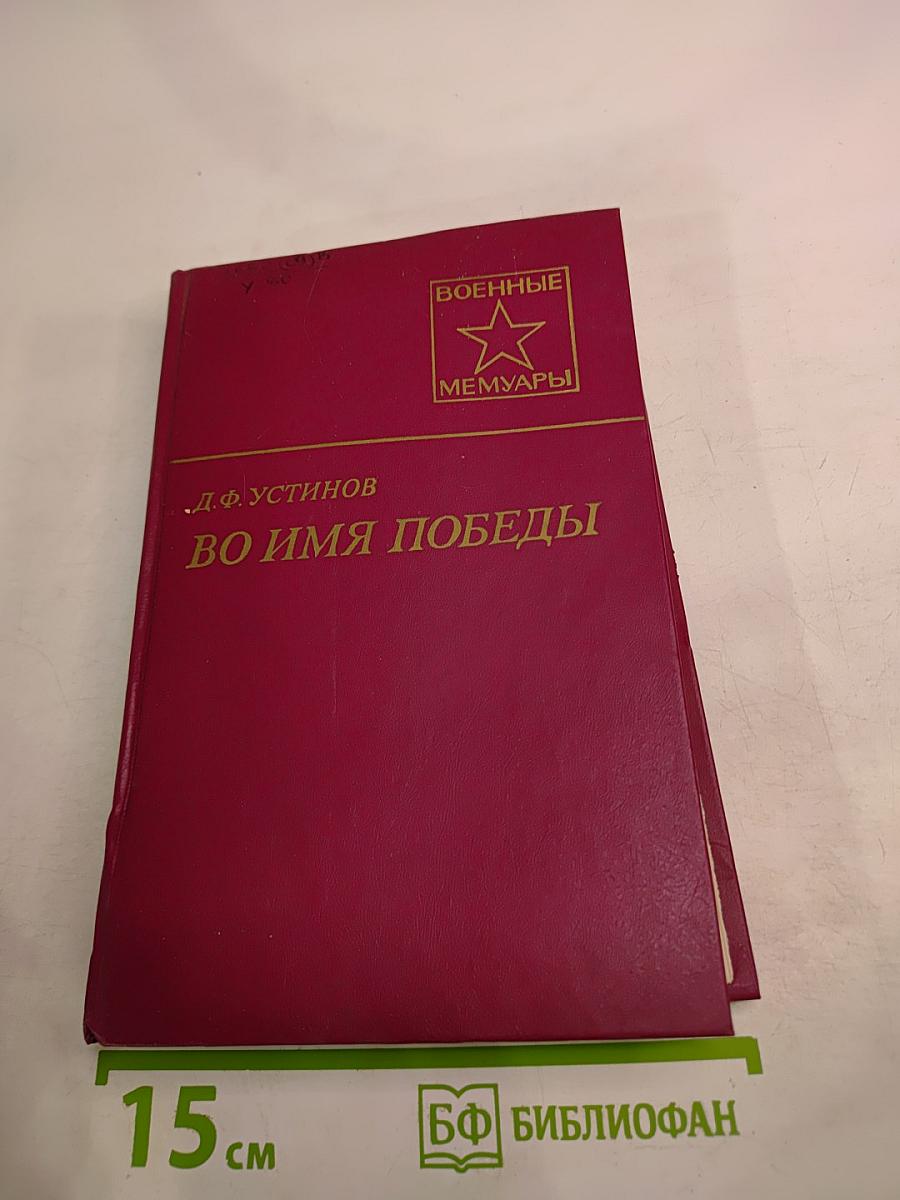 ВОЕННЫЕ
МЕМУАРЫ
Д.Ф. УСТИНОВ
ВО ИМЯ ПОБЕДЫ
15 см
БФ БИБЛИОФАН